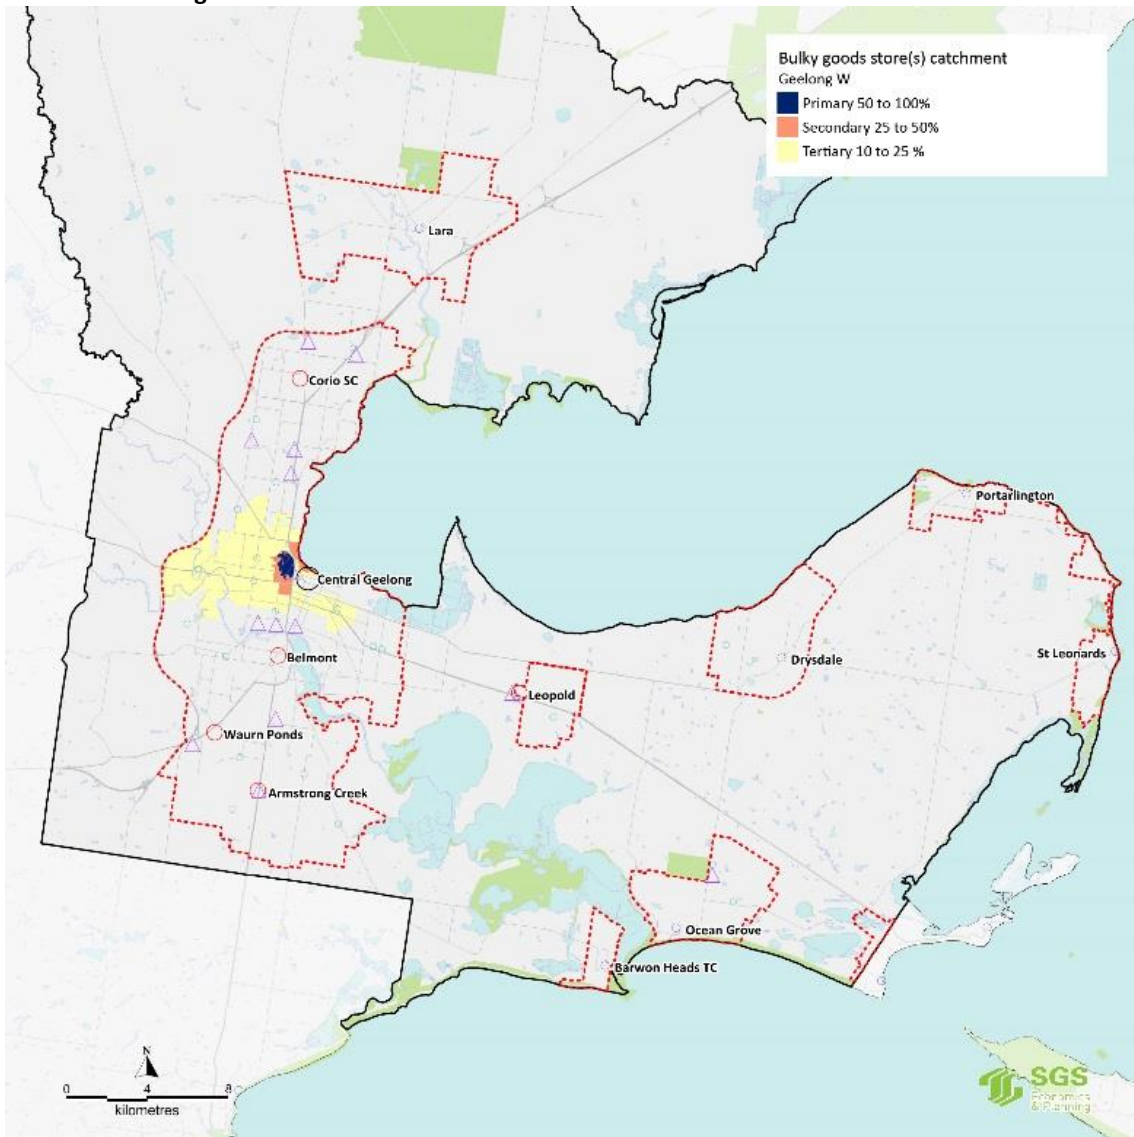 Bulky goods store(s) catchment
Geelong W
Primary 50 to 100%
Secondary 25 to 50%
Tertiary 10 to 25 %
Lara
Corio SC
Portarlington
Central Geelong
St Leonards
Belmont
Drysdale
Leopold
Waurn Ponds
Armstrong Creek
Ocean Grove
Barwon Heads TC
N
0 4 8
kilometres
SGS
Economics
& Planning